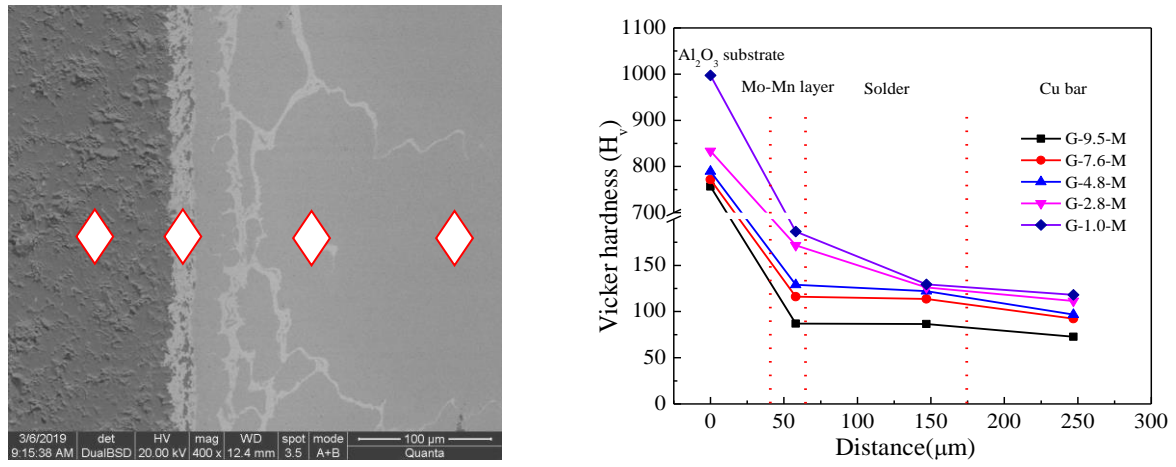 3/6/2019 det HV mag WD spot mode 100 µm
9:15:38 AM DualBSD 20.00 kV 400 x 12.4 mm 3.5 A+B Quanta
1100
1000
900
800
700
150
100
50
0
Vicker hardness (Hv)
Al2O3 substrate
Mo-Mn layer
Solder
Cu bar
G-9.5-M
G-7.6-M
G-4.8-M
G-2.8-M
G-1.0-M
0 50 100 150 200 250 300
Distance(μm)